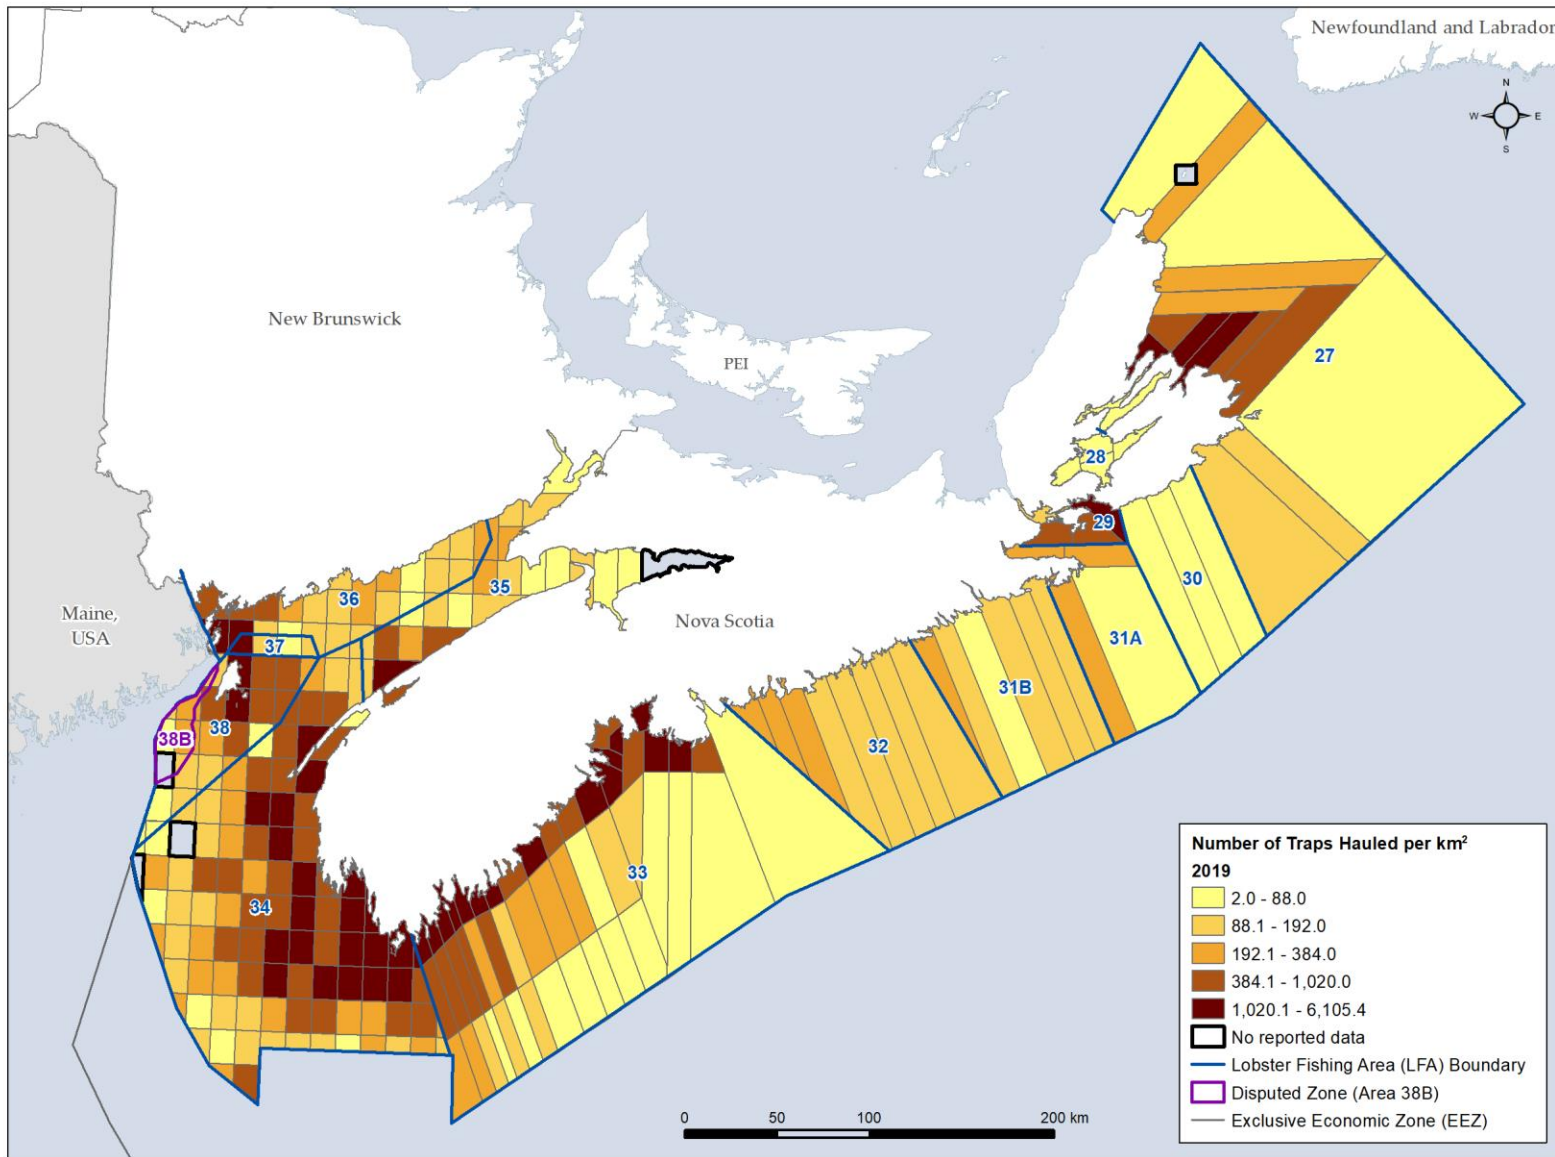 Newfoundland and Labrador
N
W E
S
New Brunswick
PEI
27
28
29
30
35
36
Nova Scotia
Maine,
USA
37
31A
31B
38
38B
32
33
34
Number of Traps Hauled per km²
2019
2.0 - 88.0
88.1 - 192.0
192.1 - 384.0
384.1 - 1,020.0
1,020.1 - 6,105.4
No reported data
Lobster Fishing Area (LFA) Boundary
Disputed Zone (Area 38B)
Exclusive Economic Zone (EEZ)
0 50 100 200 km